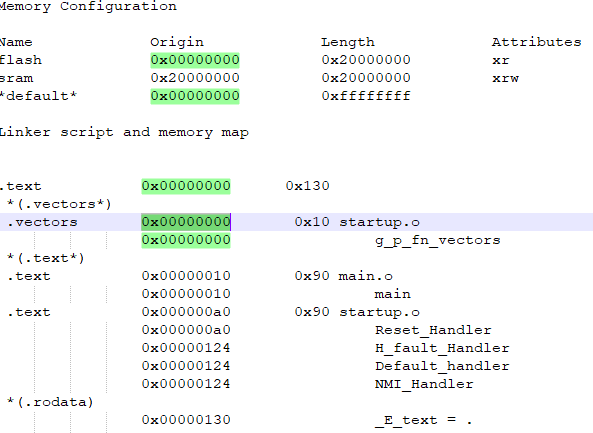 Memory Configuration
Name Origin Length Attributes
flash 0x00000000 0x20000000 xr
sram 0x20000000 0x20000000 xrw
*default* 0x00000000 0xffffffff
Linker script and memory map
.text 0x00000000 0x130
*(.vectors*)
.vectors 0x00000000 0x10 startup.o
0x00000000 g_p_fn_vectors
*(.text*)
.text 0x00000010 0x90 main.o
0x00000010 main
.text 0x000000a0 0x90 startup.o
0x000000a0 Reset_Handler
0x00000124 H_fault_Handler
0x00000124 Default_handler
0x00000124 NMI_Handler
*(.rodata)
0x00000130 _E_text = .